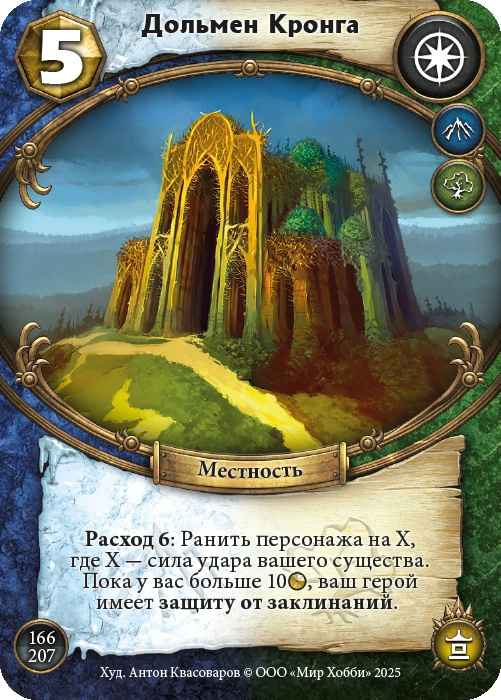 5
Дольмен Кронга
Местность
Расход 6: Ранить персонажа на X,
где X — сила удара вашего существа.
Пока у вас больше 10, ваш герой
имеет защиту от заклинаний.
166
207
Худ. Антон Квасоваров © ООО «Мир Хобби» 2025